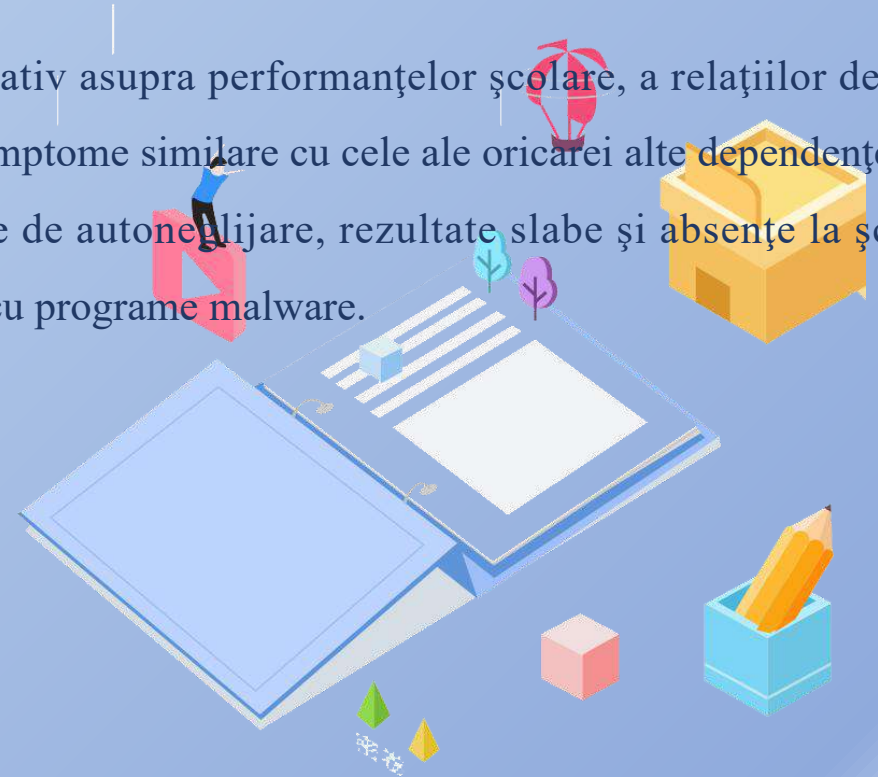 ativ asupra performanţelor şcolare, a relaţiilor de
mptome similare cu cele ale oricarei alte dependenţe
e de autoneglijare, rezultate slabe şi absenţe la şc
cu programe malware.